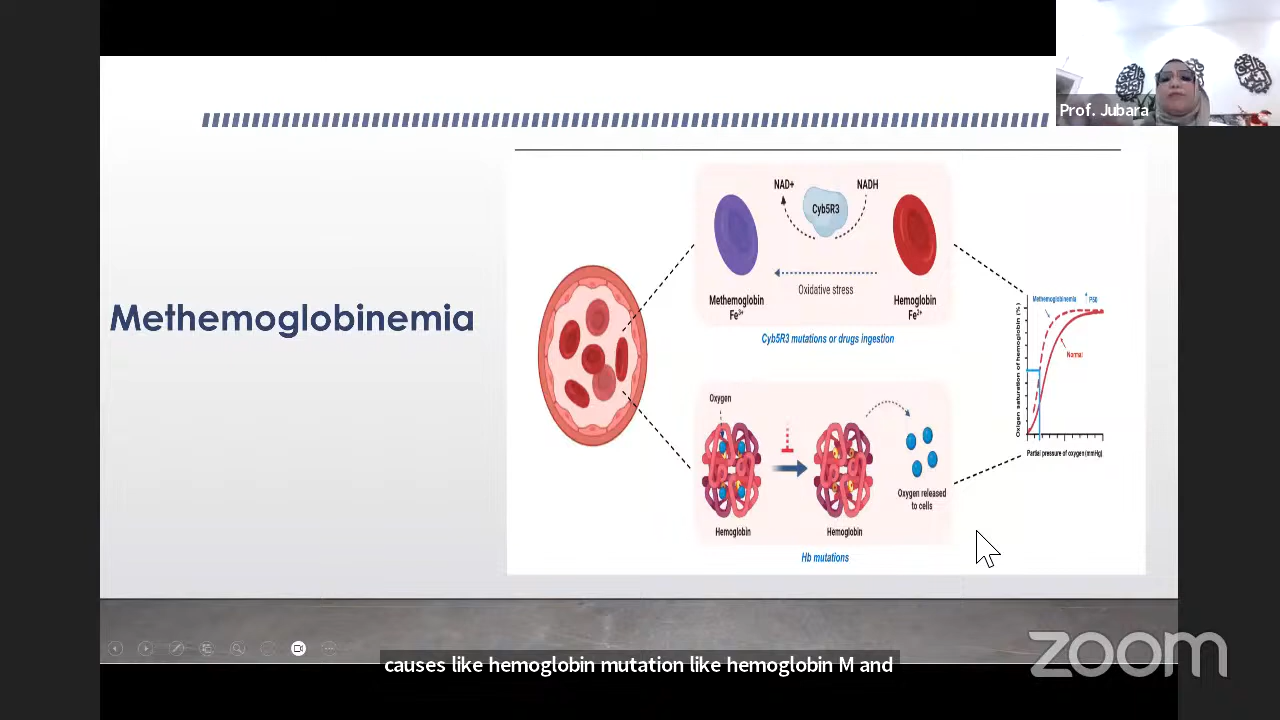 Prof. Jubara
Methemoglobinemia
NAD+
Cyb5R3
NADH
Oxidative stress
Methemoglobin
Fe³⁺
Hemoglobin
Fe²⁺
Cyb5R3 mutations or drugs ingestion
Oxygen
Hemoglobin
Hemoglobin
Oxygen released
to cells
Hb mutations
Methemoglobinemia
P50
Normal
Oxigen saturation of hemoglobin (%)
Partial pressure of oxygen (mmHg)
causes like hemoglobin mutation like hemoglobin M and
zoom